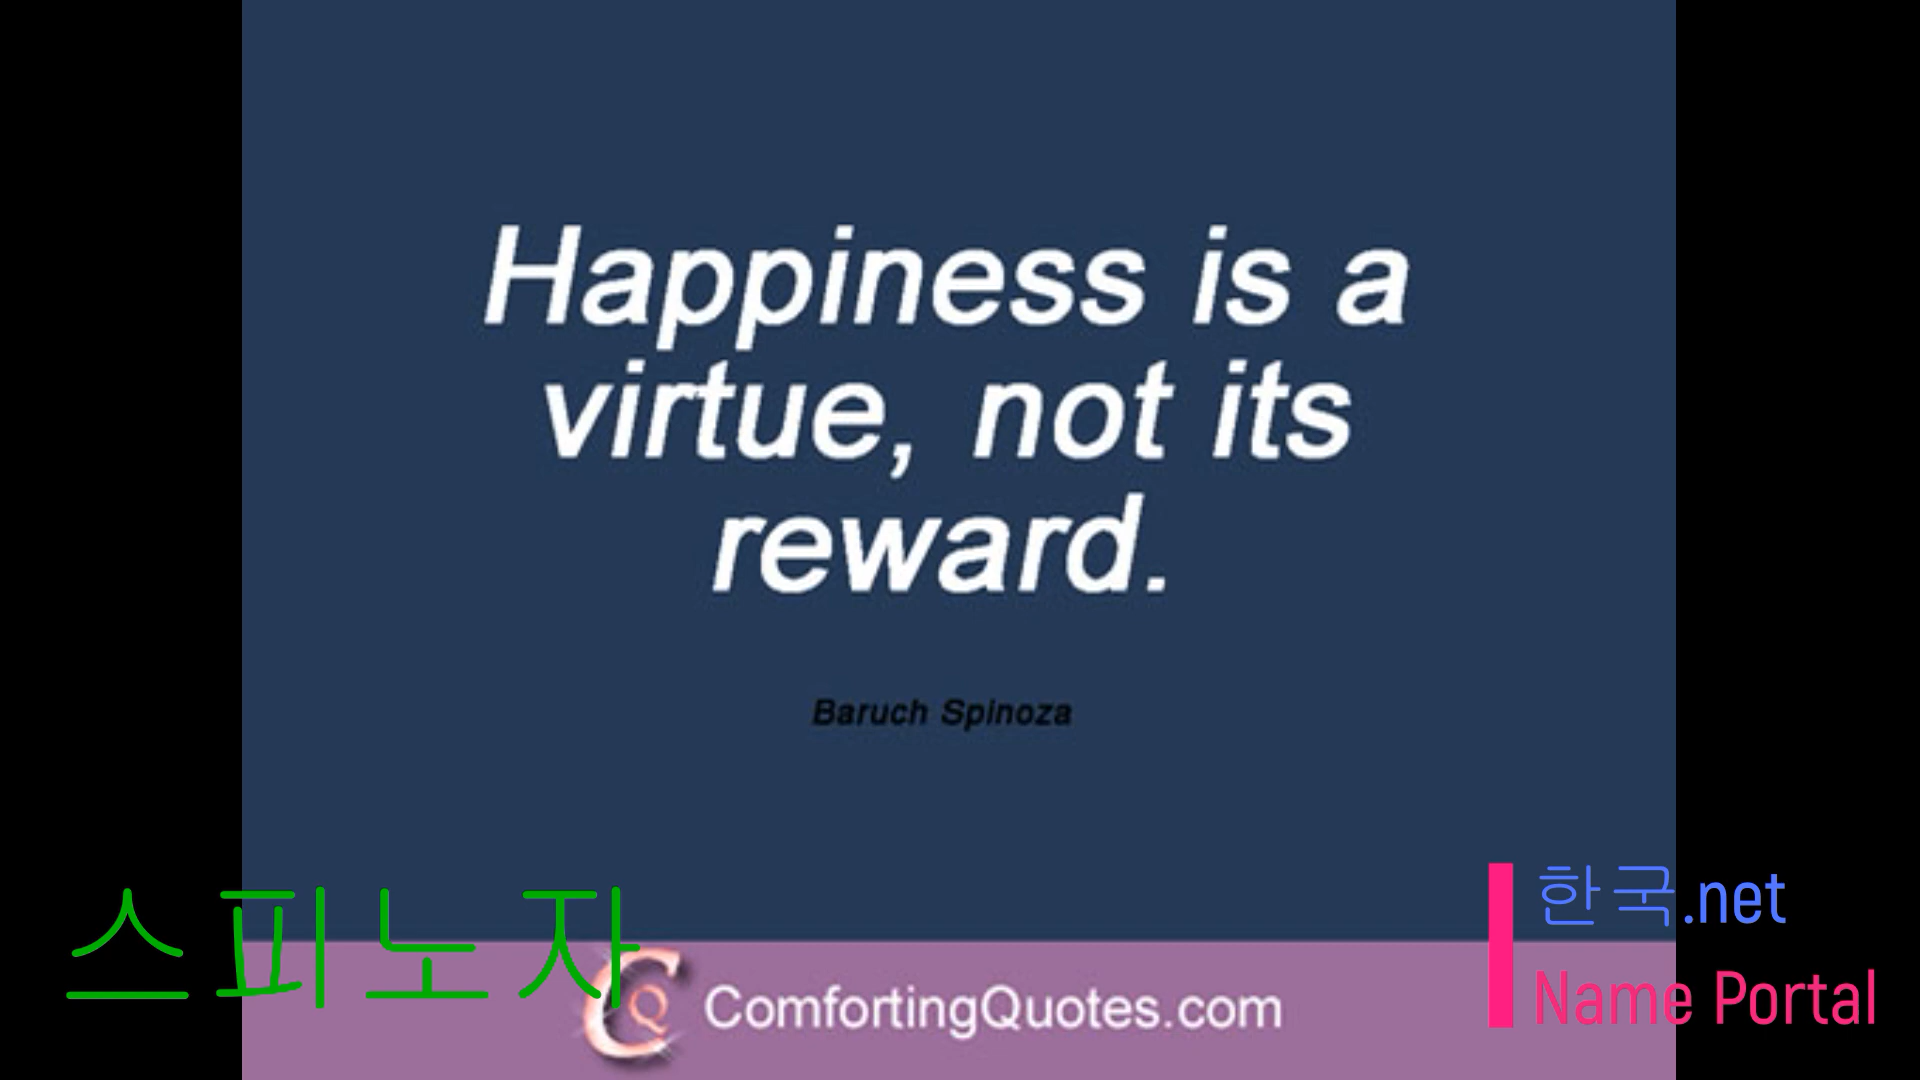 Happiness is a
virtue, not its
reward.
Baruch Spinoza
스피노자
CQ ComfortingQuotes.com
한국.net
Name Portal